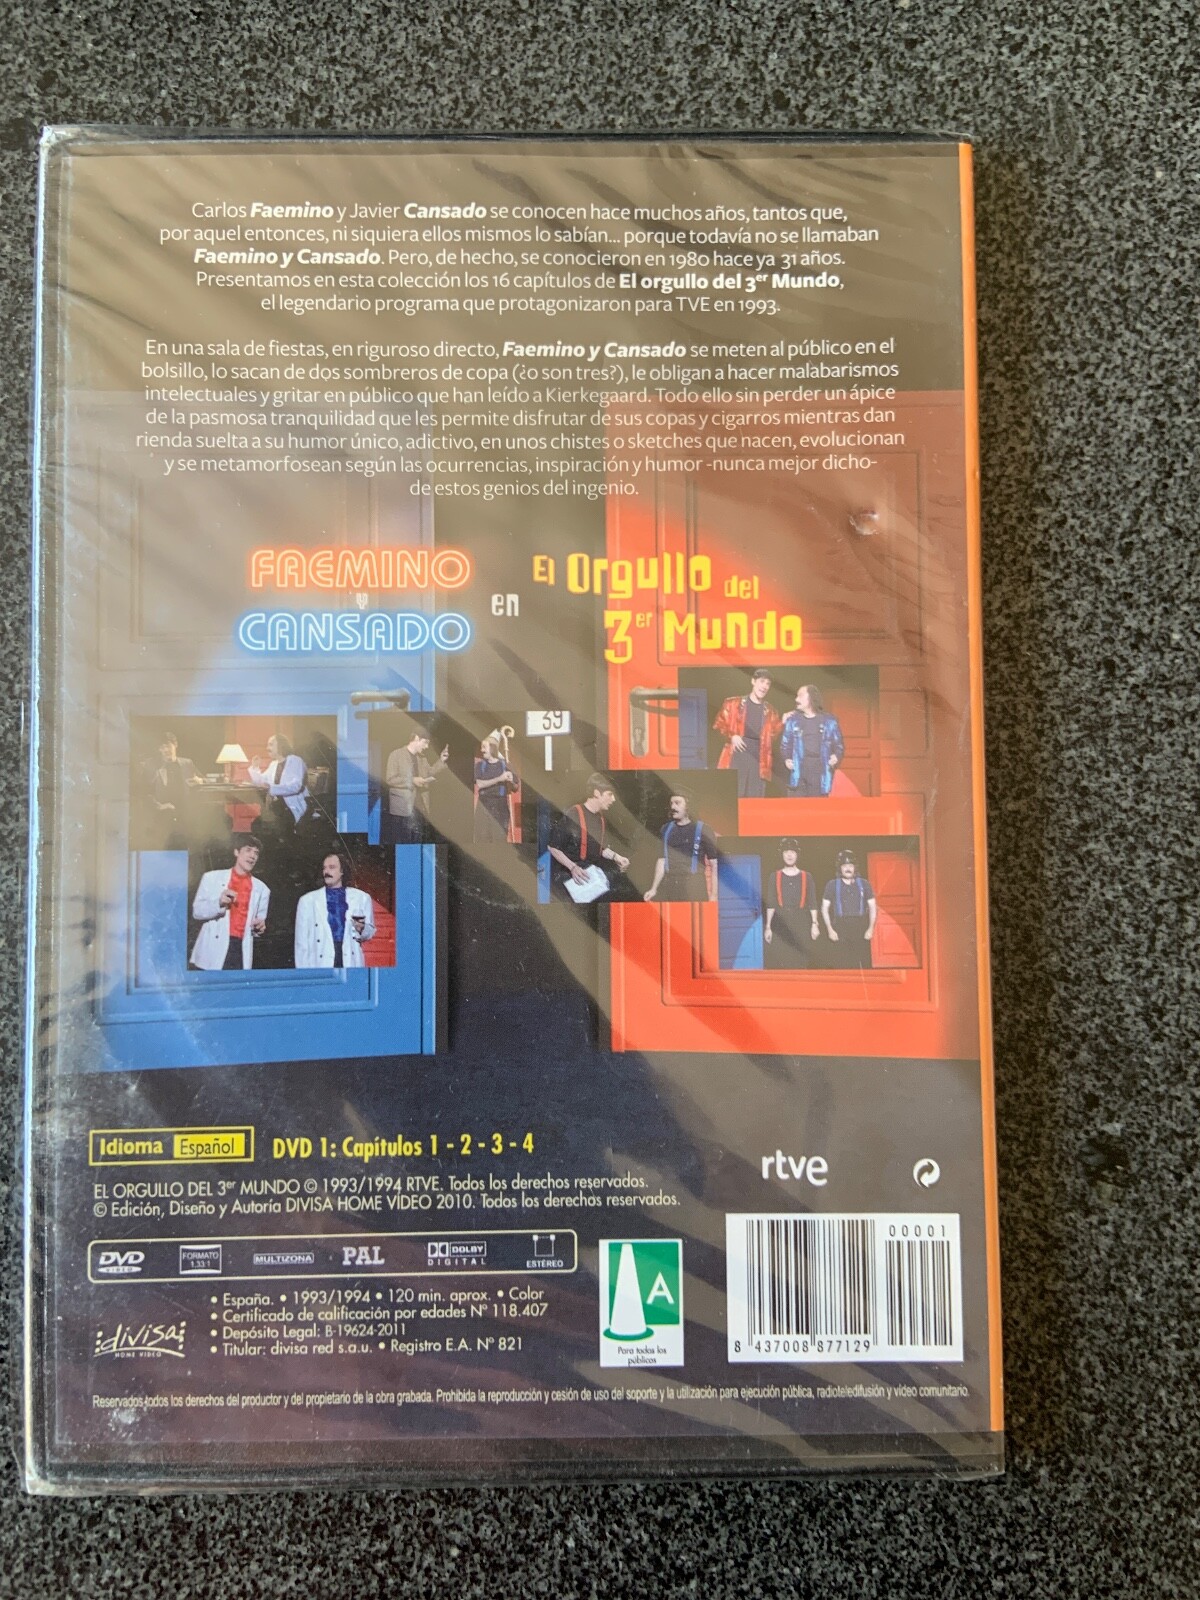 Carlos Faemino y Javier Cansado se conocen hace muchos años, tantos que,
por aquel entonces, ni siquiera ellos mismos lo sabían... porque todavía no se llamaban
Faemino y Cansado. Pero, de hecho, se conocieron en 1980 hace ya 31 años.
Presentamos en esta colección los 16 capítulos de El orgullo del 3er Mundo,
el legendario programa que protagonizaron para TVE en 1993.
En una sala de fiestas, en riguroso directo, Faemino y Cansado se meten al público en el
bolsillo, lo sacan de dos sombreros de copa (¿o son tres?), le obligan a hacer malabarismos
intelectuales y gritar en público que han leído a Kierkegaard. Todo ello sin perder un ápice
de la pasmosa tranquilidad que les permite disfrutar de sus copas y cigarros mientras dan
rienda suelta a su humor único, adictivo, en unos chistes o sketches que nacen, evolucionan
y se metamorfosean según las ocurrencias, inspiración y humor -nunca mejor dicho-
de estos genios del ingenio.
FAEMINO
y
CANSADO
en
El Orgullo del
3er Mundo
39
Idioma Español DVD 1: Capítulos 1 - 2 - 3 - 4
rtve
EL ORGULLO DEL 3er MUNDO © 1993/1994 RTVE. Todos los derechos reservados.
© Edición, Diseño y Autoría DIVISA HOME VIDEO 2010. Todos los derechos reservados.
DVD VIDEO
FORMATO 1.33:1
MULTIZONA
PAL
DOLBY DIGITAL
ESTÉREO
• España. • 1993/1994 • 120 min. aprox. • Color
• Certificado de calificación por edades Nº 118.407
• Depósito Legal: B-19624-2011
• Titular: divisa red s.a.u. • Registro E.A. Nº 821
divisa
HOME VIDEO
A
Para todos los
públicos
00001
8 437008 877129
Reservados todos los derechos del productor y del propietario de la obra grabada. Prohibida la reproducción y cesión de uso del soporte y la utilización para ejecución pública, radioteledifusión y vídeo comunitario.